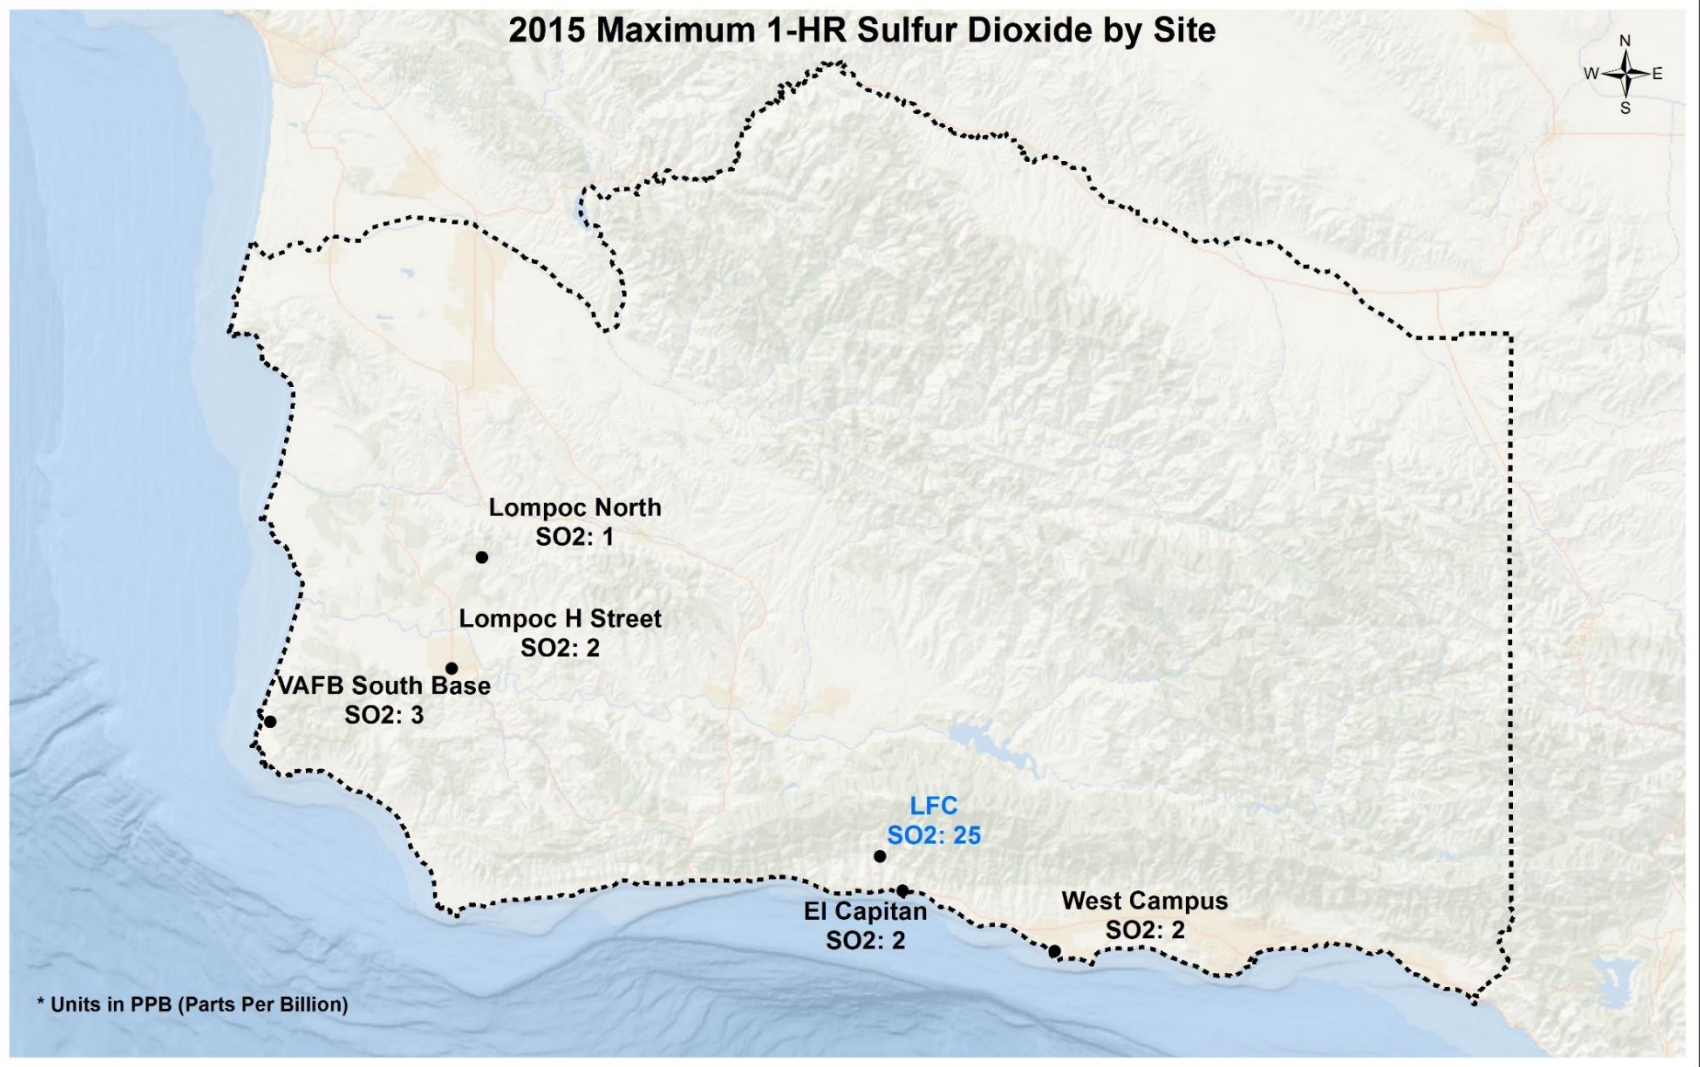 2015 Maximum 1-HR Sulfur Dioxide by Site
N
W E
S
Lompoc North
SO2: 1
Lompoc H Street
SO2: 2
VAFB South Base
SO2: 3
LFC
SO2: 25
El Capitan
SO2: 2
West Campus
SO2: 2
* Units in PPB (Parts Per Billion)